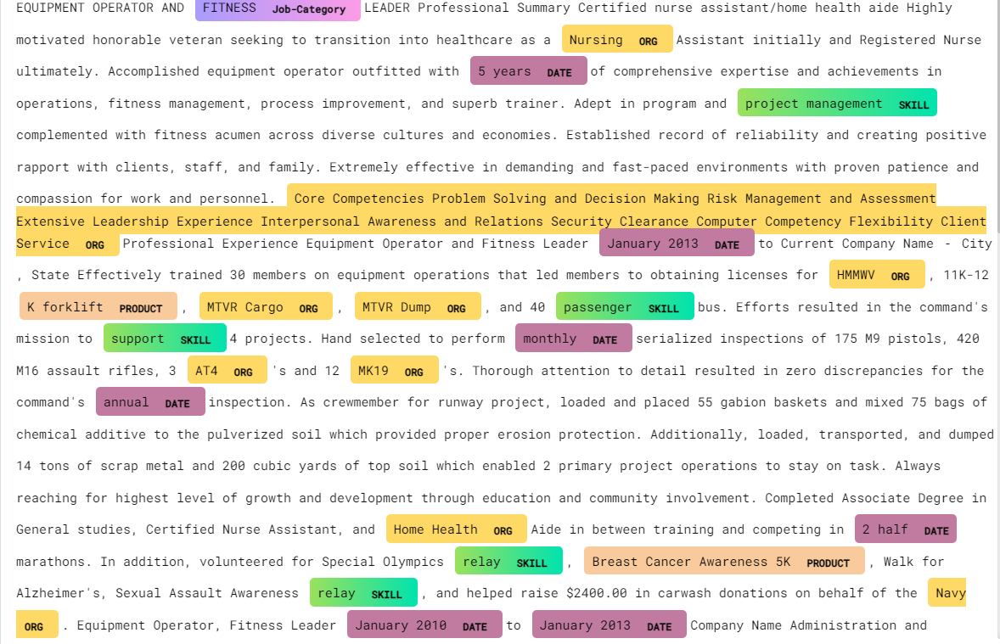 EQUIPMENT OPERATOR AND FITNESS Job-Category LEADER Professional Summary Certified nurse assistant/home health aide Highly
motivated honorable veteran seeking to transition into healthcare as a Nursing ORG Assistant initially and Registered Nurse
ultimately. Accomplished equipment operator outfitted with 5 years DATE of comprehensive expertise and achievements in
operations, fitness management, process improvement, and superb trainer. Adept in program and project management SKILL
complemented with fitness acumen across diverse cultures and economies. Established record of reliability and creating positive
rapport with clients, staff, and family. Extremely effective in demanding and fast-paced environments with proven patience and
compassion for work and personnel. Core Competencies Problem Solving and Decision Making Risk Management and Assessment
Extensive Leadership Experience Interpersonal Awareness and Relations Security Clearance Computer Competency Flexibility Client
Service ORG Professional Experience Equipment Operator and Fitness Leader January 2013 DATE to Current Company Name - City
, State Effectively trained 30 members on equipment operations that led members to obtaining licenses for HMMWV ORG , 11K-12
K forklift PRODUCT , MTVR Cargo ORG , MTVR Dump ORG , and 40 passenger SKILL bus. Efforts resulted in the command's
mission to support SKILL 4 projects. Hand selected to perform monthly DATE serialized inspections of 175 M9 pistols, 420
M16 assault rifles, 3 AT4 ORG 's and 12 MK19 ORG 's. Thorough attention to detail resulted in zero discrepancies for the
command's annual DATE inspection. As crewmember for runway project, loaded and placed 55 gabion baskets and mixed 75 bags of
chemical additive to the pulverized soil which provided proper erosion protection. Additionally, loaded, transported, and dumped
14 tons of scrap metal and 200 cubic yards of top soil which enabled 2 primary project operations to stay on task. Always
reaching for highest level of growth and development through education and community involvement. Completed Associate Degree in
General studies, Certified Nurse Assistant, and Home Health ORG Aide in between training and competing in 2 half DATE
marathons. In addition, volunteered for Special Olympics relay SKILL , Breast Cancer Awareness 5K PRODUCT , Walk for
Alzheimer's, Sexual Assault Awareness relay SKILL , and helped raise $2400.00 in carwash donations on behalf of the Navy
ORG . Equipment Operator, Fitness Leader January 2010 DATE to January 2013 DATE Company Name Administration and